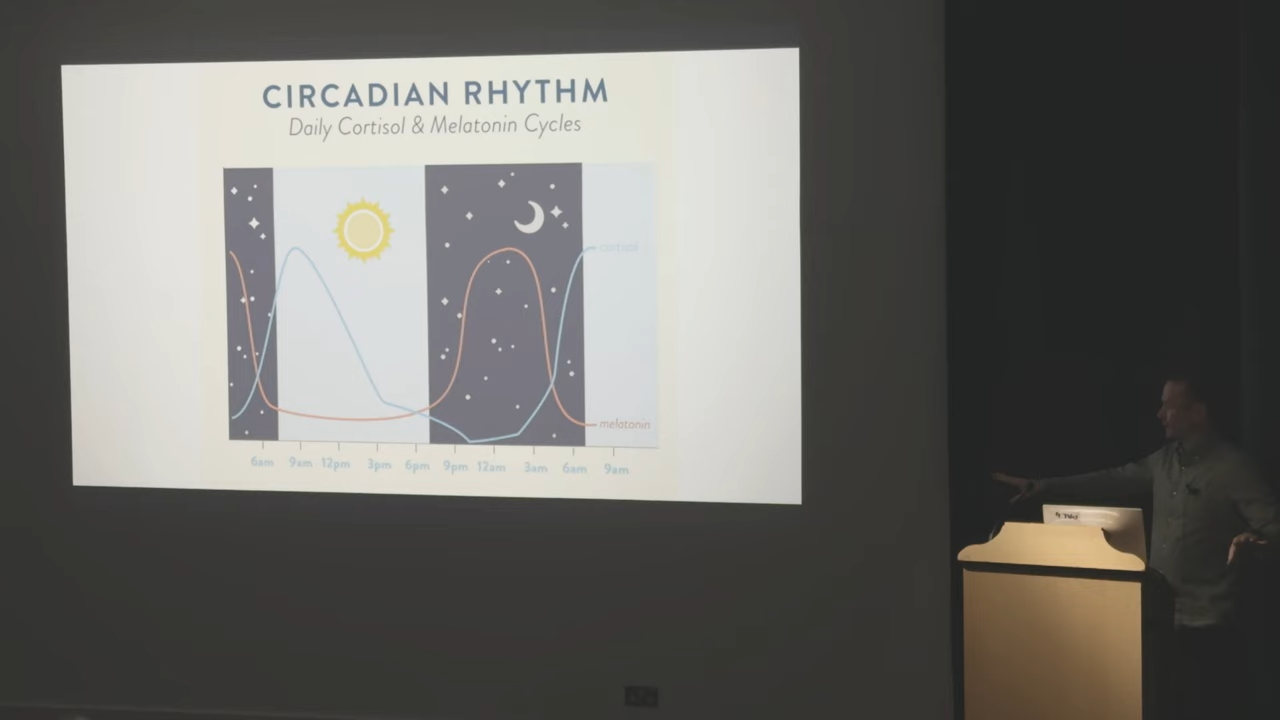 CIRCADIAN RHYTHM
Daily Cortisol & Melatonin Cycles
cortisol
melatonin
6am 9am 12pm 3pm 6pm 9pm 12am 3am 6am 9am